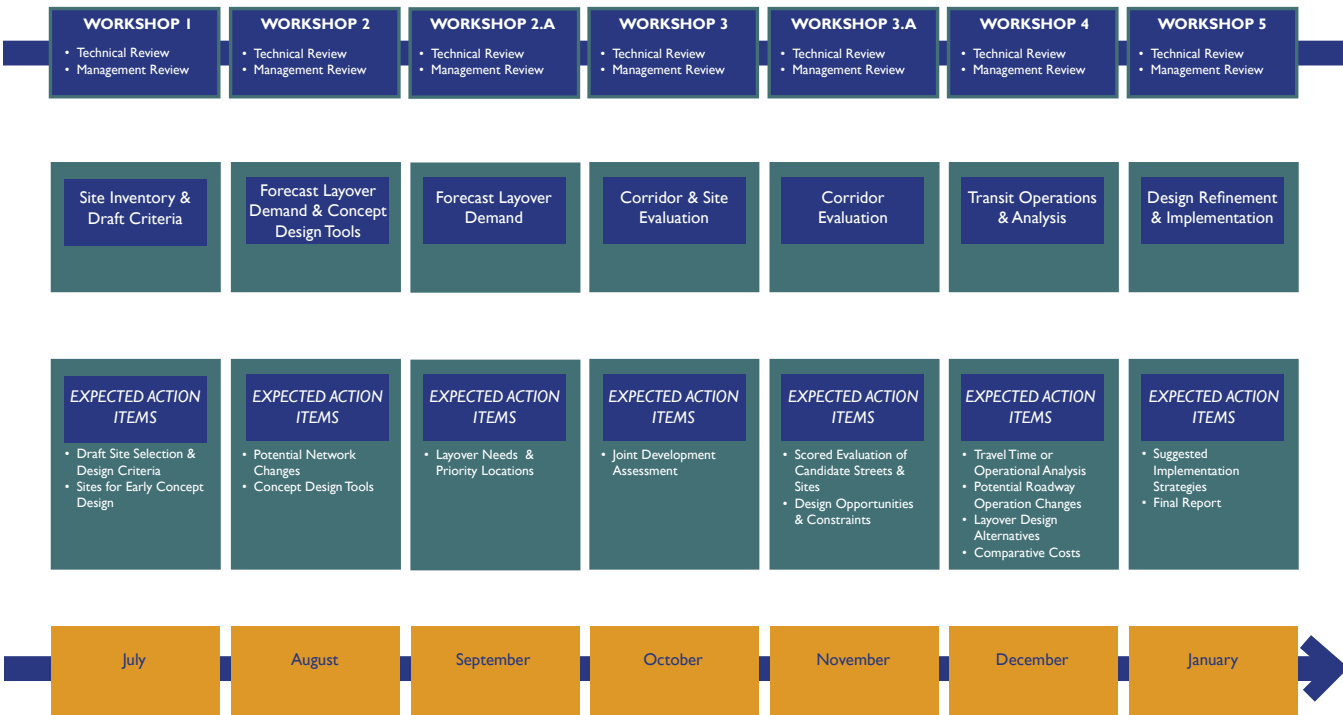 WORKSHOP 1
• Technical Review
• Management Review
WORKSHOP 2
• Technical Review
• Management Review
WORKSHOP 2.A
• Technical Review
• Management Review
WORKSHOP 3
• Technical Review
• Management Review
WORKSHOP 3.A
• Technical Review
• Management Review
WORKSHOP 4
• Technical Review
• Management Review
WORKSHOP 5
• Technical Review
• Management Review
Site Inventory &
Draft Criteria
Forecast Layover
Demand & Concept
Design Tools
Forecast Layover
Demand
Corridor & Site
Evaluation
Corridor
Evaluation
Transit Operations
& Analysis
Design Refinement
& Implementation
EXPECTED ACTION
ITEMS
• Draft Site Selection &
Design Criteria
• Sites for Early Concept
Design
EXPECTED ACTION
ITEMS
• Potential Network
Changes
• Concept Design Tools
EXPECTED ACTION
ITEMS
• Layover Needs &
Priority Locations
EXPECTED ACTION
ITEMS
• Joint Development
Assessment
EXPECTED ACTION
ITEMS
• Scored Evaluation of
Candidate Streets &
Sites
• Design Opportunities
& Constraints
EXPECTED ACTION
ITEMS
• Travel Time or
Operational Analysis
• Potential Roadway
Operation Changes
• Layover Design
Alternatives
• Comparative Costs
EXPECTED ACTION
ITEMS
• Suggested
Implementation
Strategies
• Final Report
July
August
September
October
November
December
January